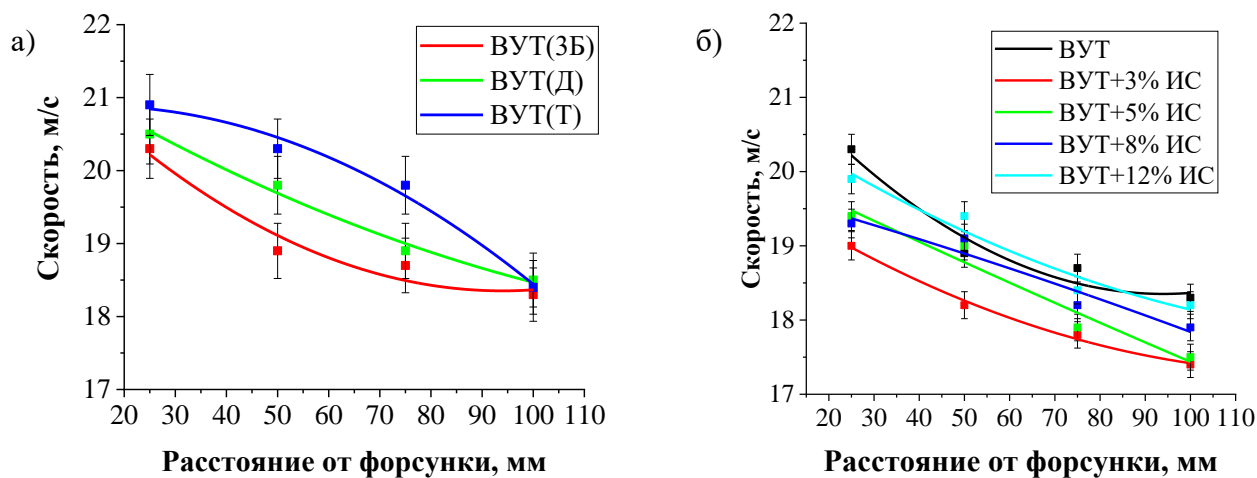 а)
22
21
20
19
18
17
20 30 40 50 60 70 80 90 100 110
Скорость, м/с
Расстояние от форсунки, мм
ВУТ(3Б)
ВУТ(Д)
ВУТ(Т)
б)
22
21
20
19
18
17
20 30 40 50 60 70 80 90 100 110
Скорость, м/с
Расстояние от форсунки, мм
ВУТ
ВУТ+3% ИС
ВУТ+5% ИС
ВУТ+8% ИС
ВУТ+12% ИС